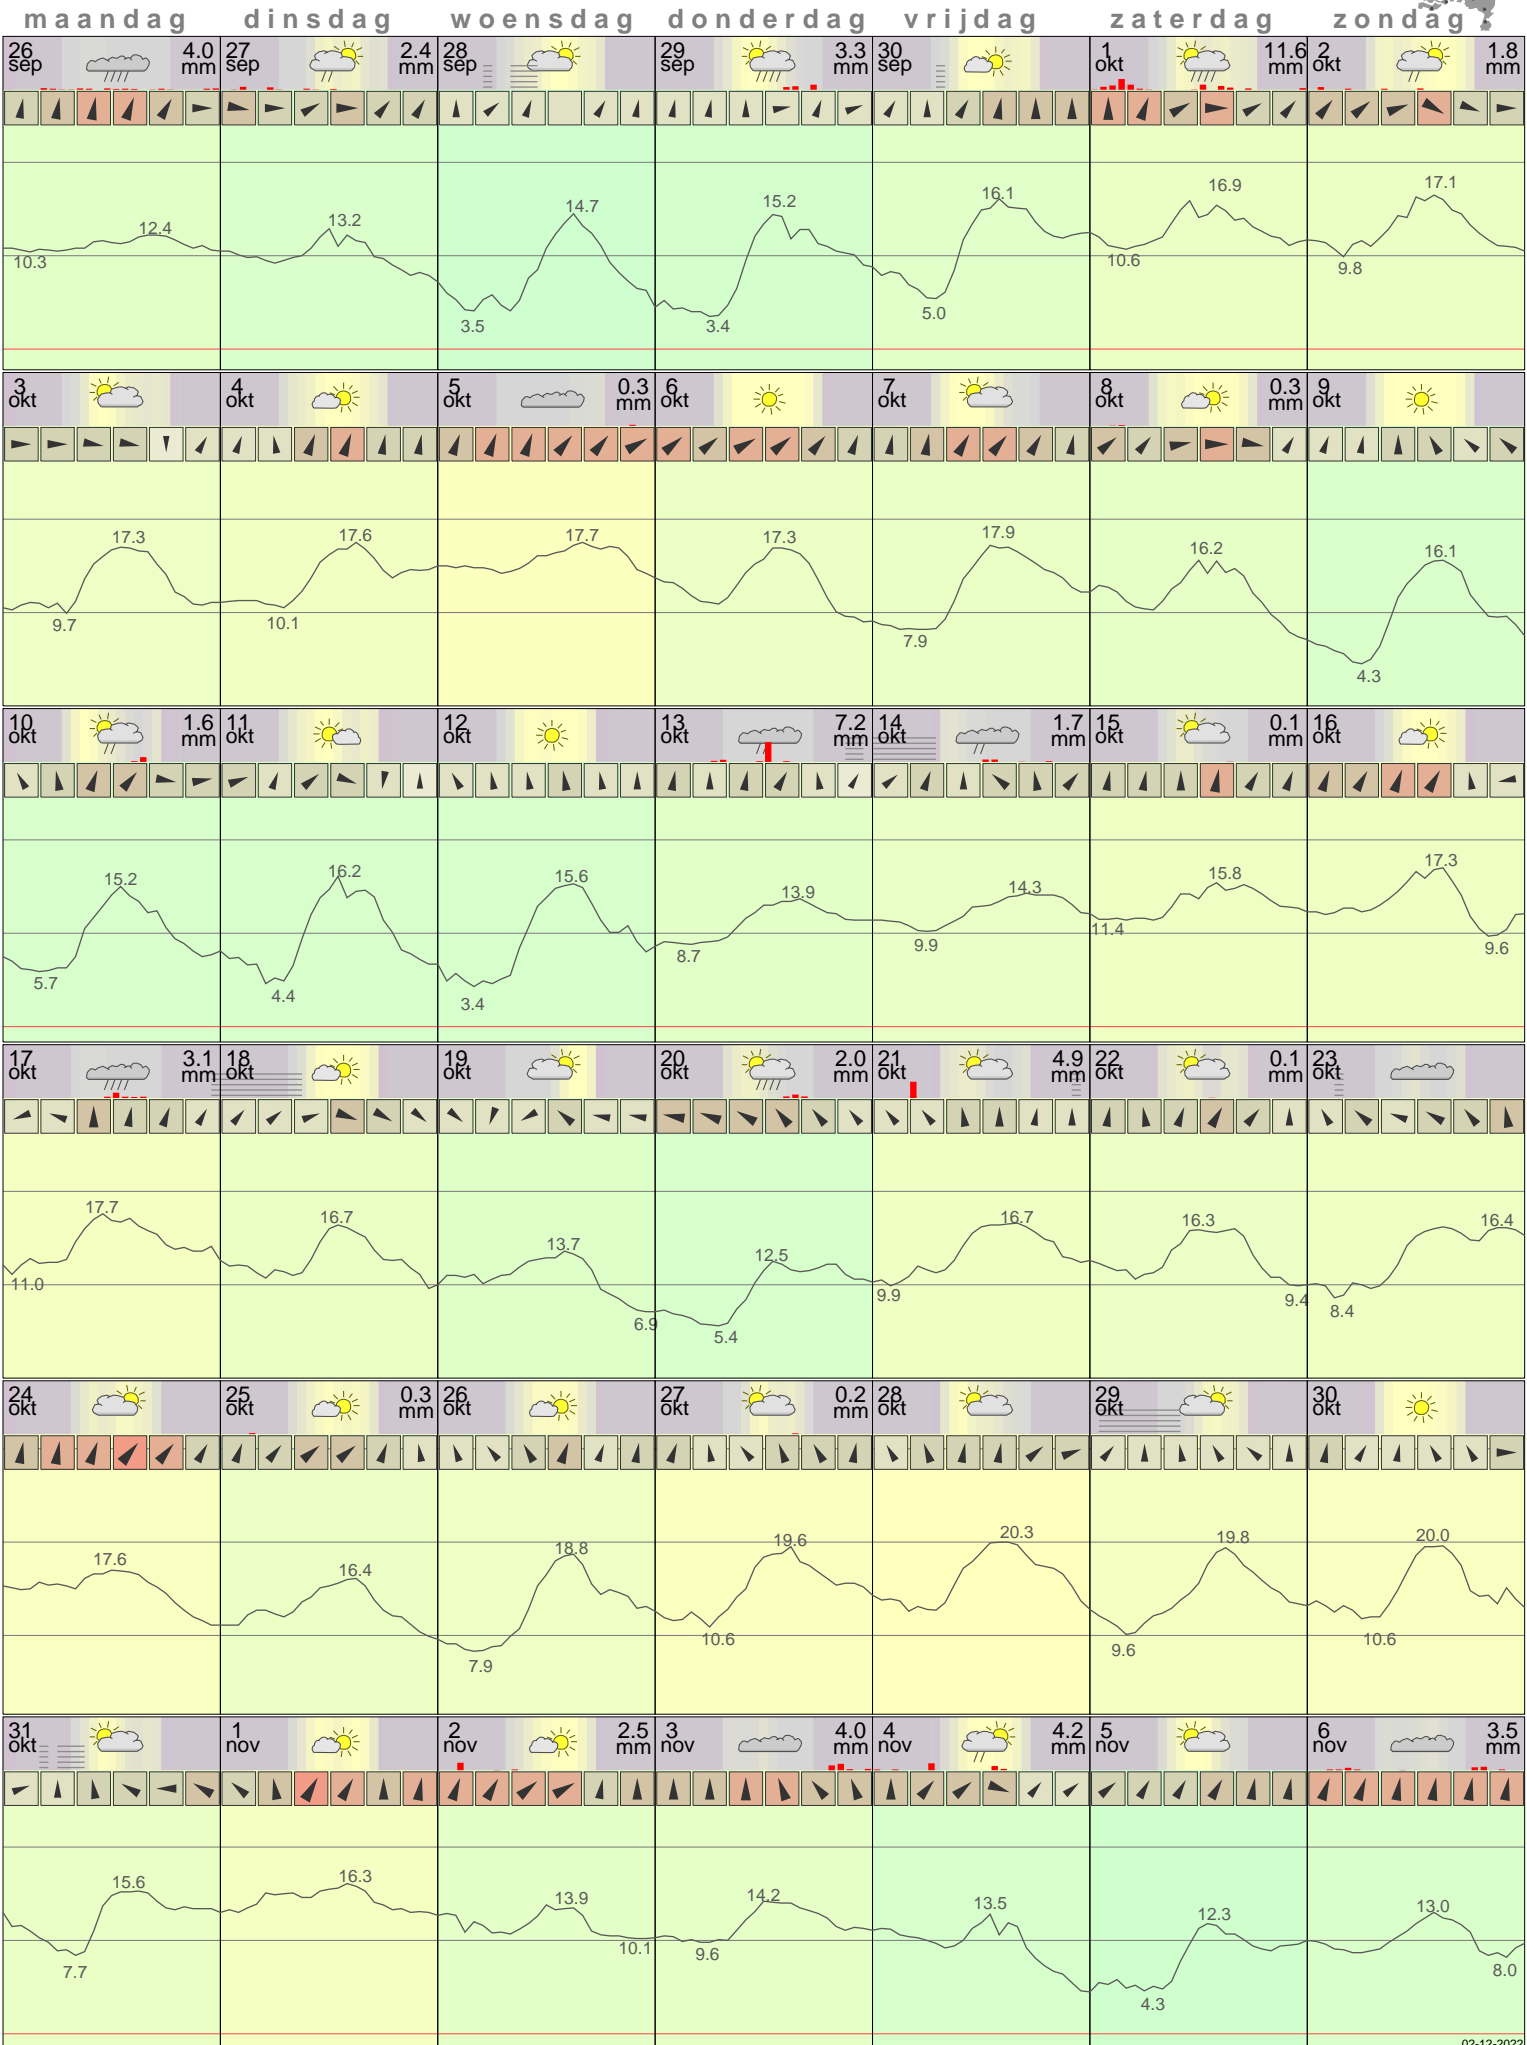 maandag dinsdag woensdag donderdag vrijdag zaterdag zondag
26 sep 4.0 mm 27 sep 2.4 mm 28 sep 29 sep 3.3 mm 30 sep 1 okt 11.6 mm 2 okt 1.8 mm
10.3 12.4 13.2 3.5 14.7 3.4 15.2 5.0 16.1 10.6 16.9 9.8 17.1
3 okt 4 okt 5 okt 0.3 mm 6 okt 7 okt 8 okt 0.3 mm 9 okt
9.7 17.3 10.1 17.6 17.7 17.3 7.9 17.9 16.2 4.3 16.1
10 okt 1.6 mm 11 okt 12 okt 13 okt 7.2 mm 14 okt 1.7 mm 15 okt 0.1 mm 16 okt
5.7 15.2 4.4 16.2 3.4 15.6 8.7 13.9 9.9 14.3 11.4 15.8 17.3 9.6
17 okt 3.1 mm 18 okt 19 okt 20 okt 2.0 mm 21 okt 4.9 mm 22 okt 0.1 mm 23 okt
11.0 17.7 16.7 13.7 6.9 5.4 12.5 9.9 16.7 16.3 9.4 8.4 16.4
24 okt 25 okt 0.3 mm 26 okt 27 okt 0.2 mm 28 okt 29 okt 30 okt
17.6 16.4 7.9 18.8 10.6 19.6 20.3 9.6 19.8 10.6 20.0
31 okt 1 nov 2 nov 2.5 mm 3 nov 4.0 mm 4 nov 4.2 mm 5 nov 6 nov 3.5 mm
7.7 15.6 16.3 13.9 10.1 9.6 14.2 13.5 4.3 12.3 13.0 8.0
02-12-2022